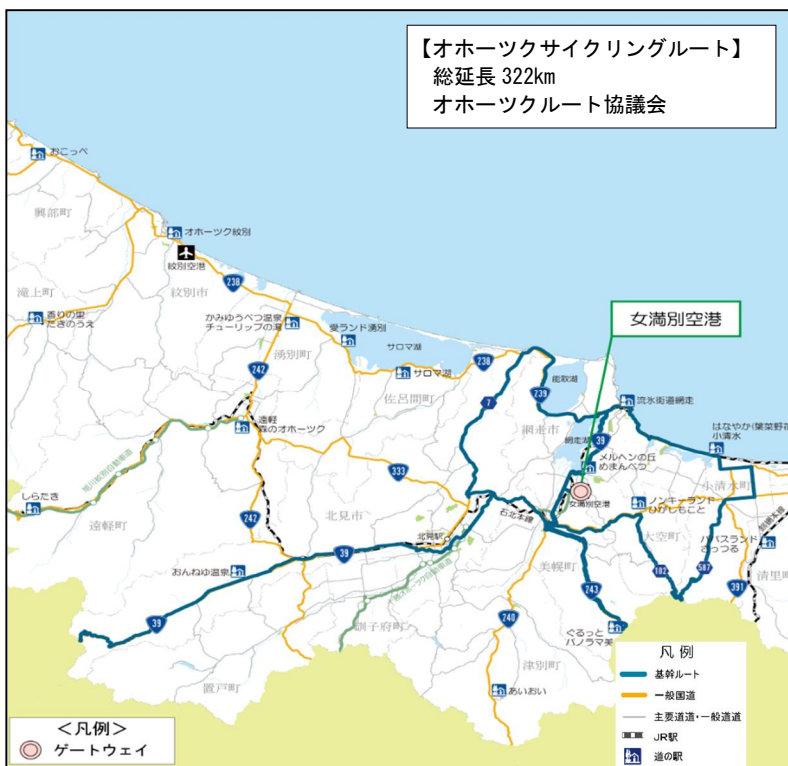 【オホーツクサイクリングルート】
総延長 322km
オホーツクルート協議会
おこっぺ
興部町
オホーツク紋別
紋別空港
238
滝上町
紋別市
香りの里
たきのうえ
かみゆうべつ温泉
チューリップの湯
愛ランド湧別
湧別町
サロマ湖
サロマ湖
238
242
佐呂間町
7
能取湖
239
女満別空港
流氷街道網走
網走市
網走湖
39
はなやか(葉菜野花)
小清水
メルヘンの丘
めまんべつ
遠軽
森のオホーツク
旭川紋別自動車道
しらたき
遠軽町
333
女満別空港
小清水町
ノンキーランド
ひがしもこと
242
北見市
北見駅
石北本線
大空町
パパスランド
さっつる
美幌町
39
おんねゆ温泉
243
102
587
391
清里町
39
訓子府町
240
ぐるっと
パノラマ美
置戸町
津別町
あいおい
凡 例
基幹ルート
一般国道
主要道道・一般道道
JR駅
道の駅
<凡例>
ゲートウェイ